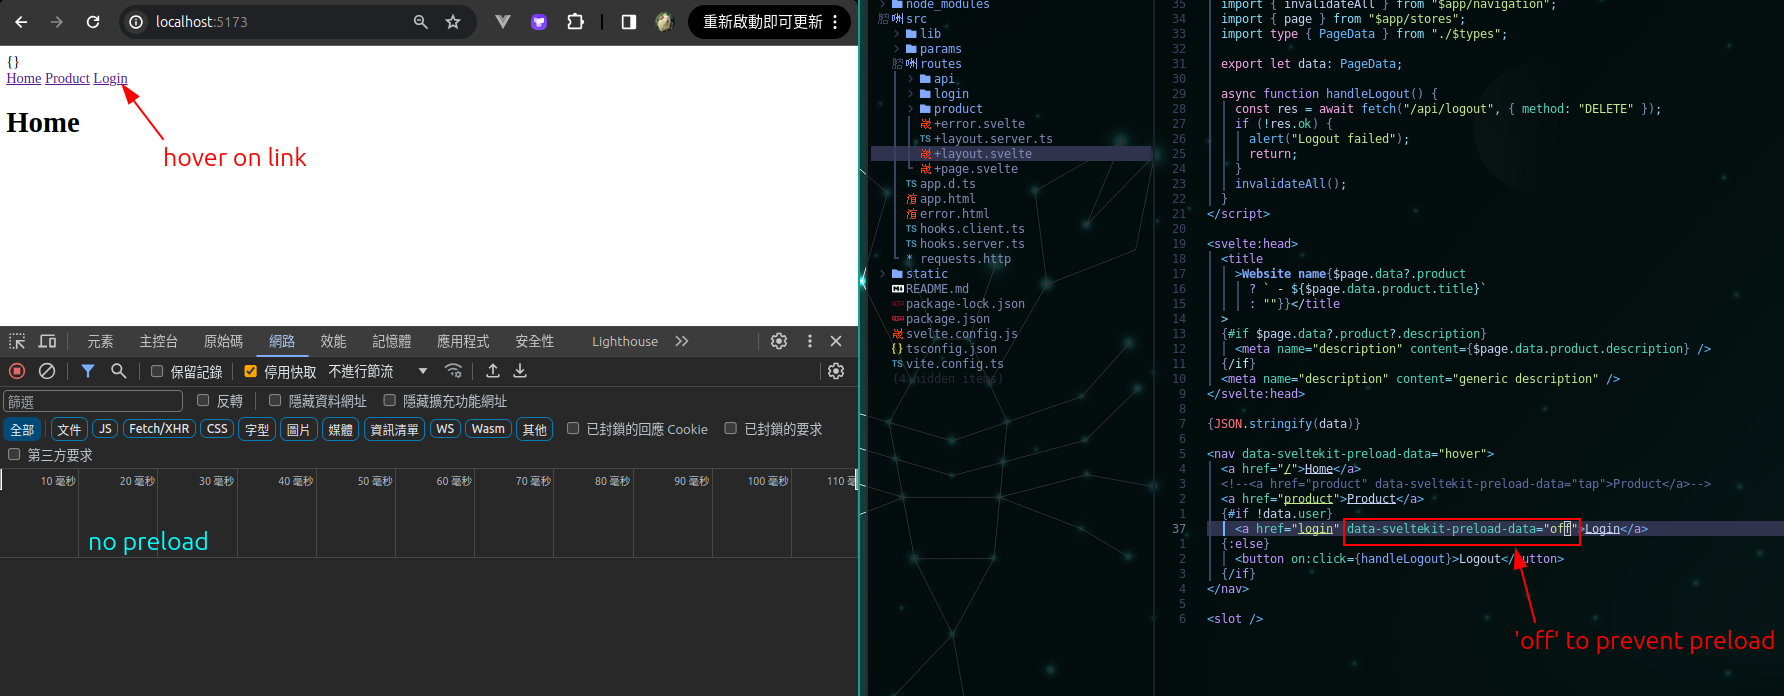 localhost:5173
重新啟動即可更新
{}
Home Product Login
Home
hover on link
元素 主控台 原始碼 網路 效能 記憶體 應用程式 安全性 Lighthouse
保留記錄 停用快取 不進行節流
篩選 反轉 隱藏資料網址 隱藏擴充功能網址
全部 文件 JS Fetch/XHR CSS 字型 圖片 媒體 資訊清單 WS Wasm 其他 已封鎖的回應 Cookie 已封鎖的要求
第三方要求
10 毫秒 20 毫秒 30 毫秒 40 毫秒 50 毫秒 60 毫秒 70 毫秒 80 毫秒 90 毫秒 100 毫秒 110
no preload
node_modules
src
lib
params
routes
api
login
product
+error.svelte
TS +layout.server.ts
+layout.svelte
+page.svelte
TS app.d.ts
app.html
error.html
TS hooks.client.ts
TS hooks.server.ts
* requests.http
static
README.md
package-lock.json
package.json
svelte.config.js
{} tsconfig.json
TS vite.config.ts
(4 hidden items)
35 import { invalidateAll } from "$app/navigation";
34 import { page } from "$app/stores";
33 import type { PageData } from "./$types";
32
31 export let data: PageData;
30
29 async function handleLogout() {
28 const res = await fetch("/api/logout", { method: "DELETE" });
27 if (!res.ok) {
26 alert("Logout failed");
25 return;
24 }
23 invalidateAll();
22 }
21 </script>
20
19 <svelte:head>
18 <title
17 >Website name{$page.data?.product
16 ? ` - ${$page.data.product.title}`
15 : ""}</title
14 >
13 {#if $page.data?.product?.description}
12 <meta name="description" content={$page.data.product.description} />
11 {/if}
10 <meta name="description" content="generic description" />
9 </svelte:head>
8
7 {JSON.stringify(data)}
6
5 <nav data-sveltekit-preload-data="hover">
4 <a href="/">Home</a>
3 <!--<a href="product" data-sveltekit-preload-data="tap">Product</a>-->
2 <a href="product">Product</a>
1 {#if !data.user}
37 <a href="login" data-sveltekit-preload-data="off">Login</a>
1 {:else}
2 <button on:click={handleLogout}>Logout</button>
3 {/if}
4 </nav>
5
6 <slot />
'off' to prevent preload